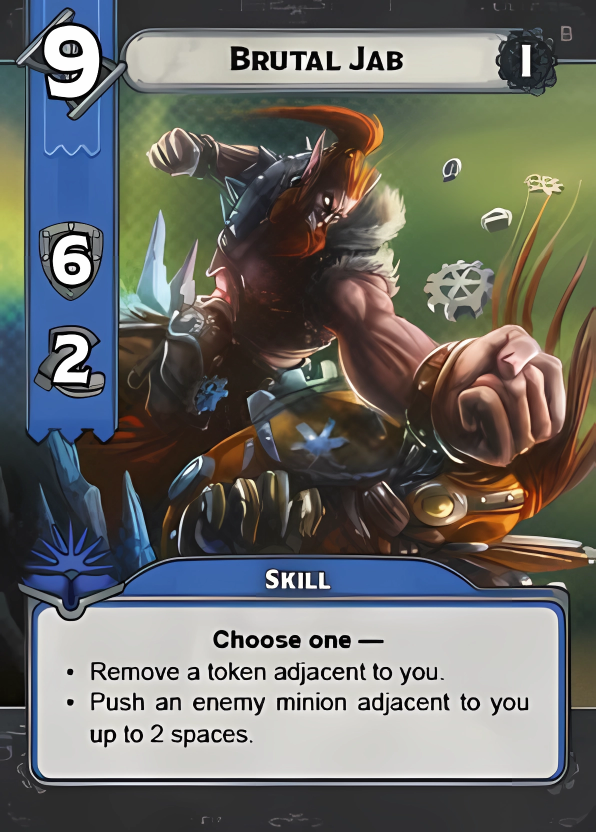 9
BRUTAL JAB
I
B
6
2
SKILL
Choose one —
• Remove a token adjacent to you.
• Push an enemy minion adjacent to you
up to 2 spaces.